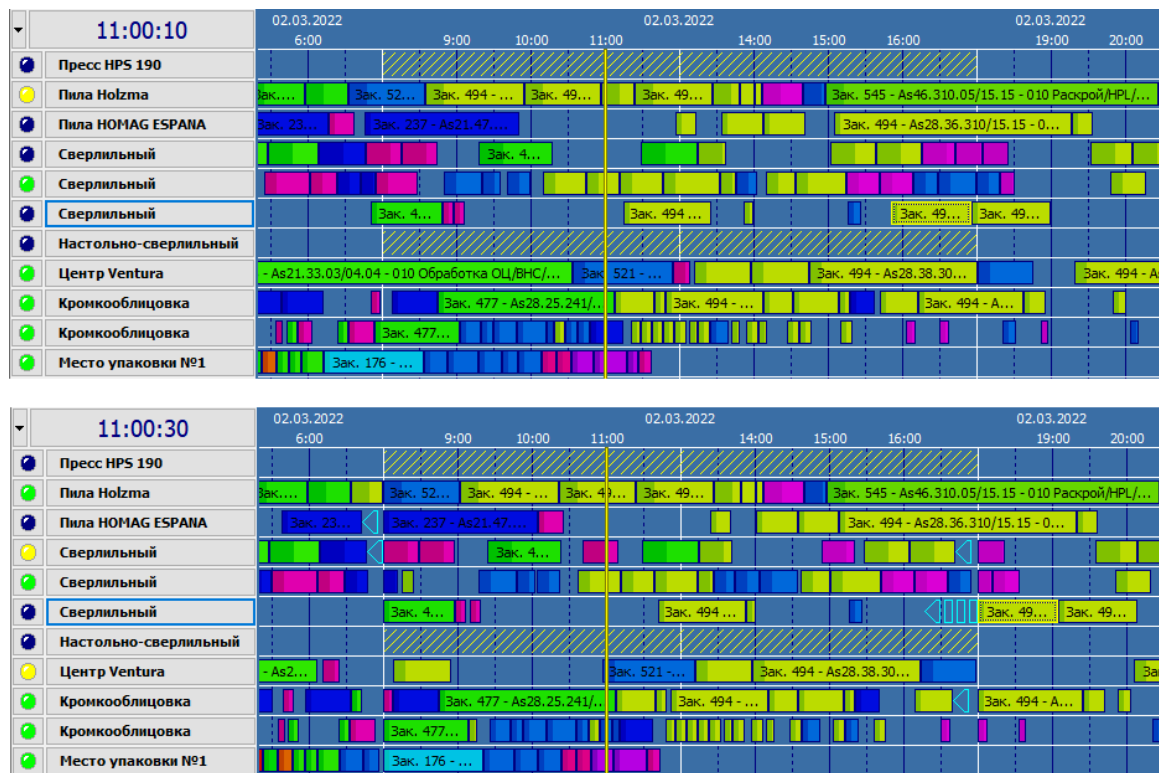 02.03.2022 02.03.2022 02.03.2022
11:00:10 6:00 9:00 10:00 11:00 14:00 15:00 16:00 19:00 20:00
Пресс HPS 190
Пила Holzma Зак.... Зак. 52... Зак. 494 - ... Зак. 49... Зак. 49... Зак. 545 - As46.310.05/15.15 - 010 Раскрой/HPL/...
Пила HOMAG ESPANA Зак. 23... Зак. 237 - As21.47.... Зак. 494 - As28.36.310/15.15 - 0...
Сверлильный Зак. 4...
Сверлильный
Сверлильный Зак. 4... Зак. 494 ... Зак. 49... Зак. 49...
Настольно-сверлильный
Центр Ventura - As21.33.03/04.04 - 010 Обработка ОЦ/ВНС/... Зак. 521 - ... Зак. 494 - As28.38.30... Зак. 494 - As
Кромкооблицовка Зак. 477 - As28.25.241/... Зак. 494 - ... Зак. 494 - A...
Кромкооблицовка Зак. 477...
Место упаковки №1 Зак. 176 - ...
02.03.2022 02.03.2022 02.03.2022
11:00:30 6:00 9:00 10:00 11:00 14:00 15:00 16:00 19:00 20:00
Пресс HPS 190
Пила Holzma Зак.... Зак. 52... Зак. 494 - ... Зак. 49... Зак. 49... Зак. 545 - As46.310.05/15.15 - 010 Раскрой/HPL/...
Пила HOMAG ESPANA Зак. 23... Зак. 237 - As21.47.... Зак. 494 - As28.36.310/15.15 - 0...
Сверлильный Зак. 4...
Сверлильный
Сверлильный Зак. 4... Зак. 494 ... Зак. 49... Зак. 49...
Настольно-сверлильный
Центр Ventura - As2... Зак. 521 -... Зак. 494 - As28.38.30... За
Кромкооблицовка Зак. 477 - As28.25.241/... Зак. 494 - ... Зак. 494 - A...
Кромкооблицовка Зак. 477...
Место упаковки №1 Зак. 176 - ...